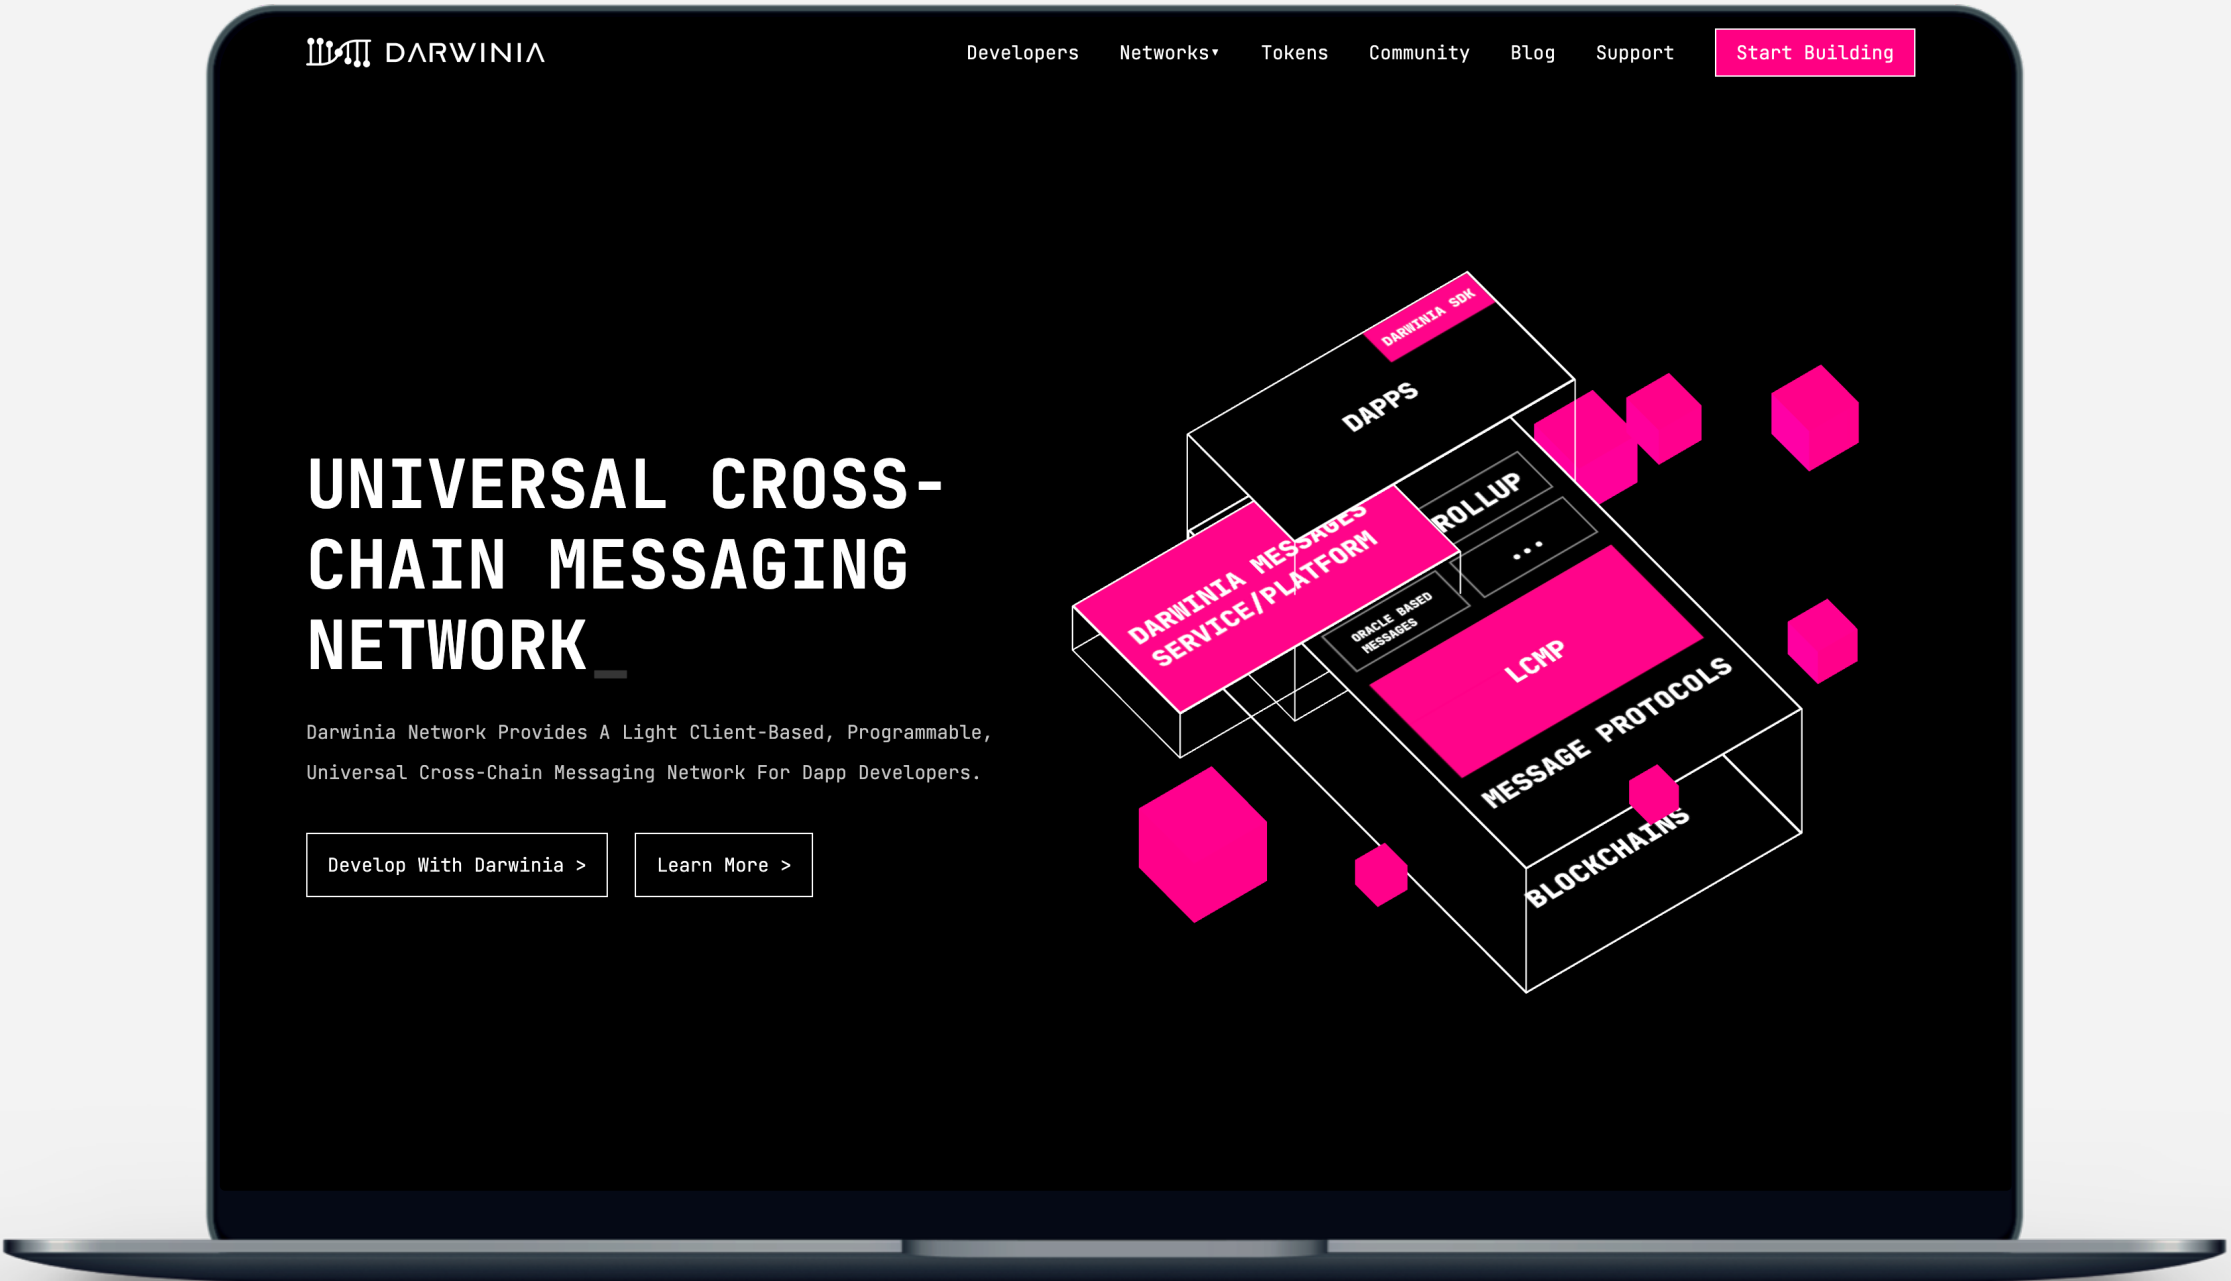 DARWINIA
Developers
Networks▾
Tokens
Community
Blog
Support
Start Building
UNIVERSAL CROSS-
CHAIN MESSAGING
NETWORK_
Darwinia Network Provides A Light Client-Based, Programmable,
Universal Cross-Chain Messaging Network For Dapp Developers.
Develop With Darwinia >
Learn More >
DARWINIA SDK
DAPPS
DARWINIA MESSAGES
SERVICE/PLATFORM
ROLLUP
...
ORACLE BASED
MESSAGES
LCMP
MESSAGE PROTOCOLS
BLOCKCHAINS